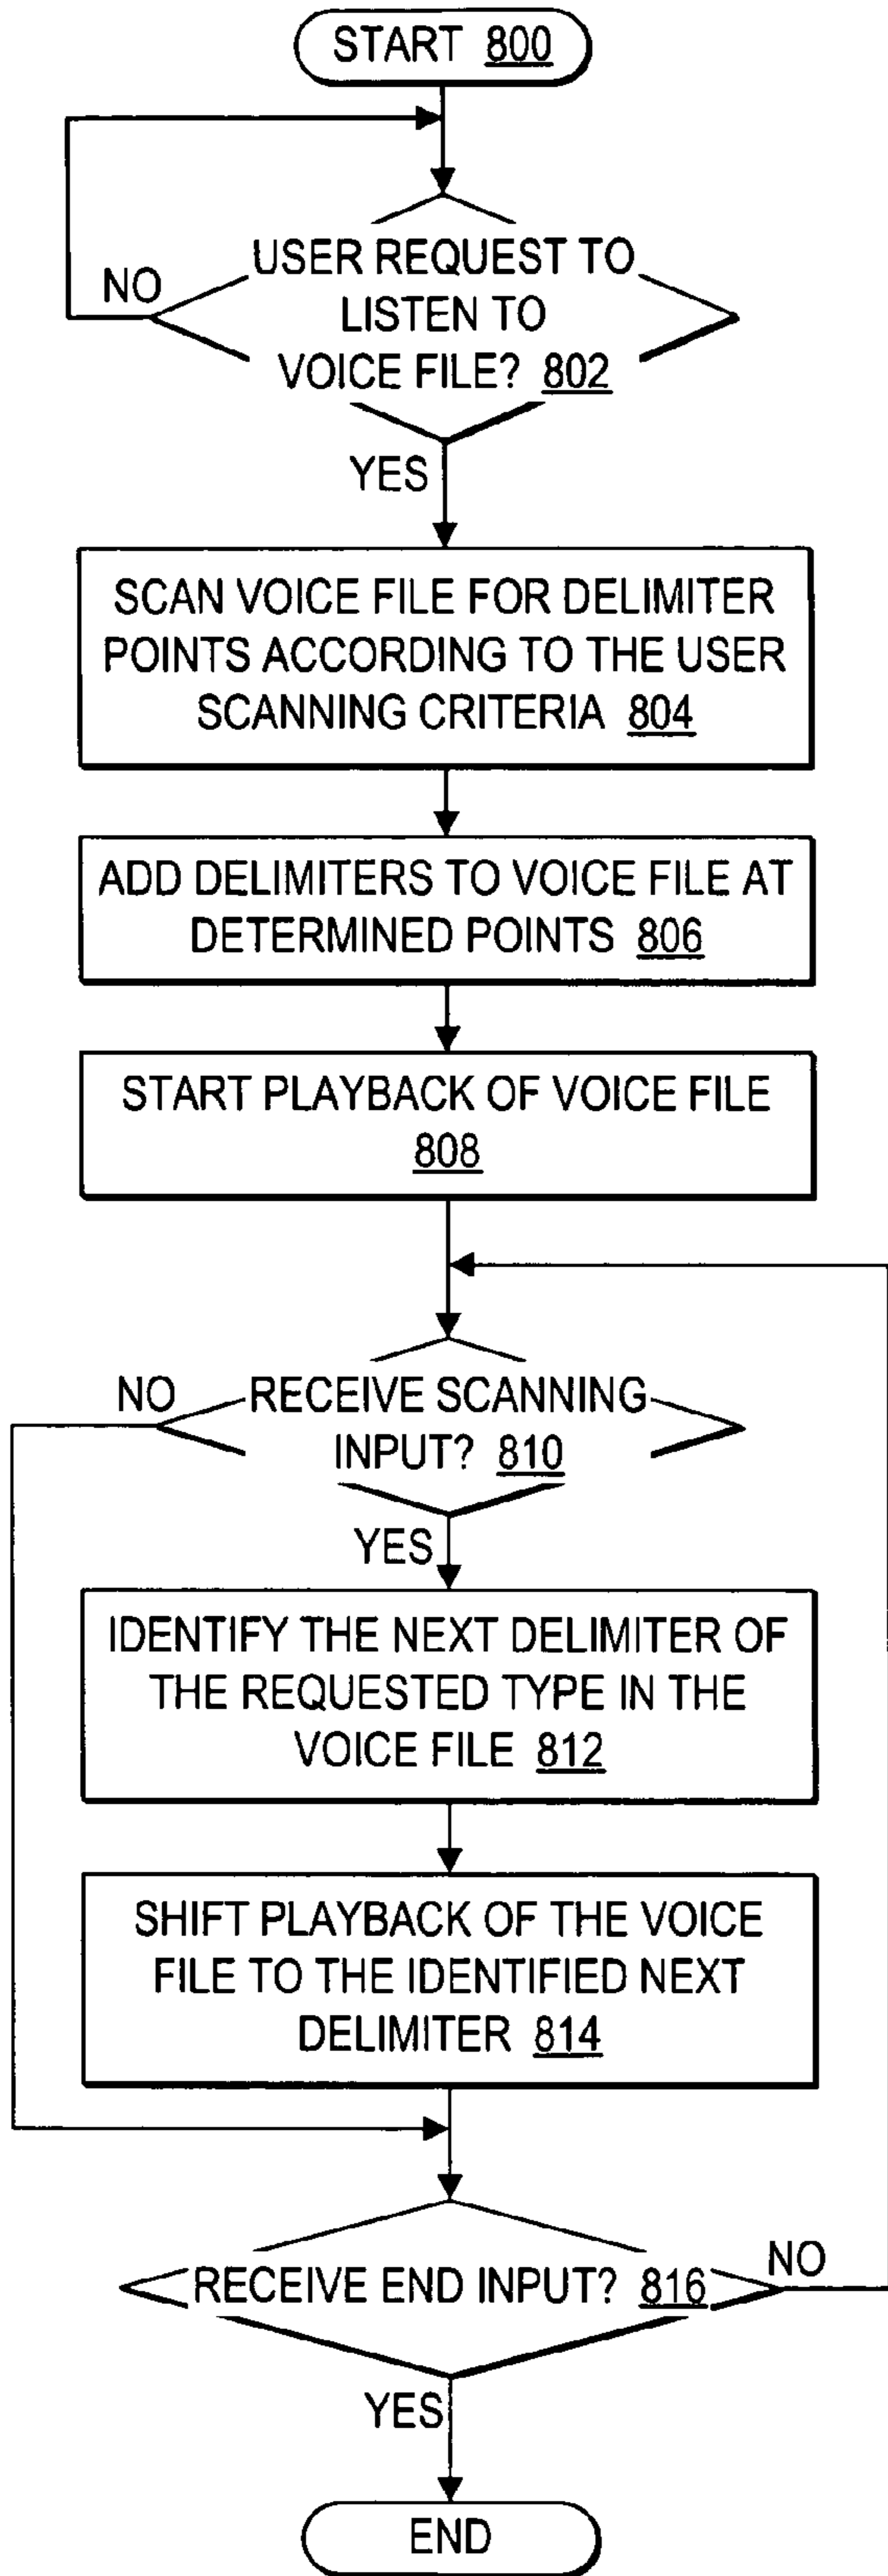 START 800
USER REQUEST TO
LISTEN TO
VOICE FILE? 802
NO
YES
SCAN VOICE FILE FOR DELIMITER
POINTS ACCORDING TO THE USER
SCANNING CRITERIA 804
ADD DELIMITERS TO VOICE FILE AT
DETERMINED POINTS 806
START PLAYBACK OF VOICE FILE
808
NO
RECEIVE SCANNING
INPUT? 810
YES
IDENTIFY THE NEXT DELIMITER OF
THE REQUESTED TYPE IN THE
VOICE FILE 812
SHIFT PLAYBACK OF THE VOICE
FILE TO THE IDENTIFIED NEXT
DELIMITER 814
RECEIVE END INPUT? 816
NO
YES
END